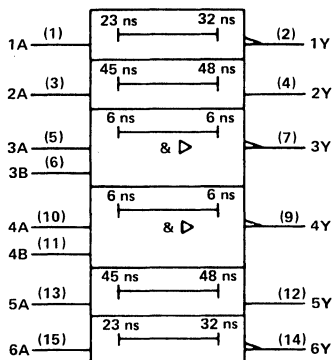 23 ns 32 ns
1A (1) (2) 1Y
45 ns 48 ns
2A (3) (4) 2Y
6 ns 6 ns
3A (5) & (7) 3Y
3B (6)
6 ns 6 ns
4A (10) & (9) 4Y
4B (11)
45 ns 48 ns
5A (13) (12) 5Y
23 ns 32 ns
6A (15) (14) 6Y